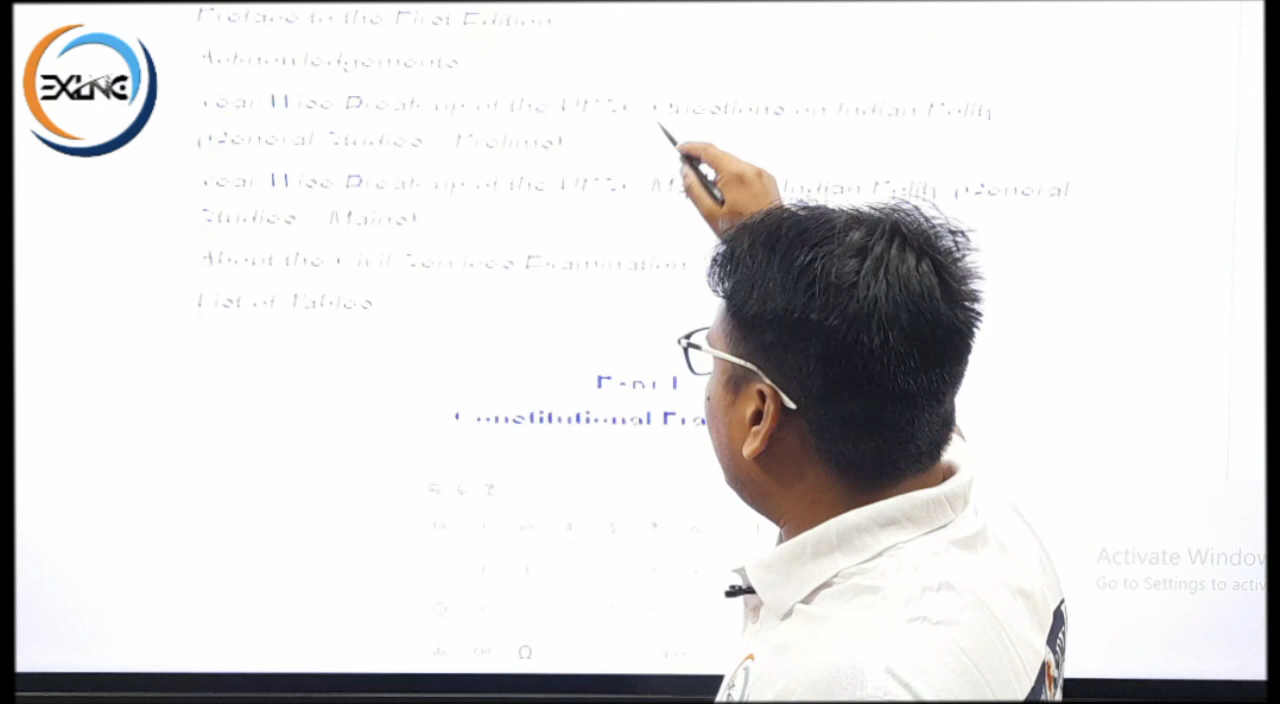 EXLNC
Preface to the First Edition
Acknowledgements
Year-Wise Break-up of the UPSC Questions on Indian Polity
(General Studies – Prelims)
Year-Wise Break-up of the UPSC Indian Polity (General
Studies – Mains)
About the Civil Services Examination
List of Tables
Part I
Constitutional
Activate
Go to Settings to
Ω